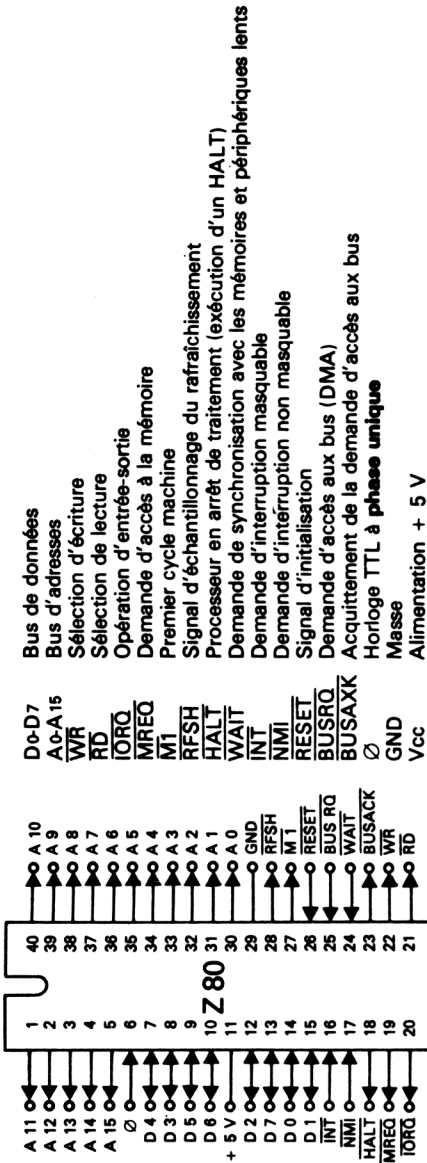 A 11 1 40 A 10
A 12 2 39 A 9
A 13 3 38 A 8
A 14 4 37 A 7
A 15 5 36 A 6
Ø 6 35 A 5
D 4 7 34 A 4
D 3 8 33 A 3
D 5 9 32 A 2
D 6 10 31 A 1
+ 5 V 11 30 A 0
D 2 12 29 GND
D 7 13 28 RFSH
D 0 14 27 M 1
D 1 15 26 RESET
INT 16 25 BUS RQ
NMI 17 24 WAIT
HALT 18 23 BUSACK
MREQ 19 22 WR
IORQ 20 21 RD
Z 80
D0-D7 Bus de données
A0-A15 Bus d'adresses
WR Sélection d'écriture
RD Sélection de lecture
IORQ Opération d'entrée-sortie
MREQ Demande d'accès à la mémoire
M1 Premier cycle machine
RFSH Signal d'échantillonnage du rafraîchissement
HALT Processeur en arrêt de traitement (exécution d'un HALT)
WAIT Demande de synchronisation avec les mémoires et périphériques lents
INT Demande d'interruption masquable
NMI Demande d'interruption non masquable
RESET Signal d'initialisation
BUSRQ Demande d'accès aux bus (DMA)
BUSAXK Acquittement de la demande d'accès aux bus
Ø Horloge TTL à phase unique
GND Masse
Vcc Alimentation + 5 V